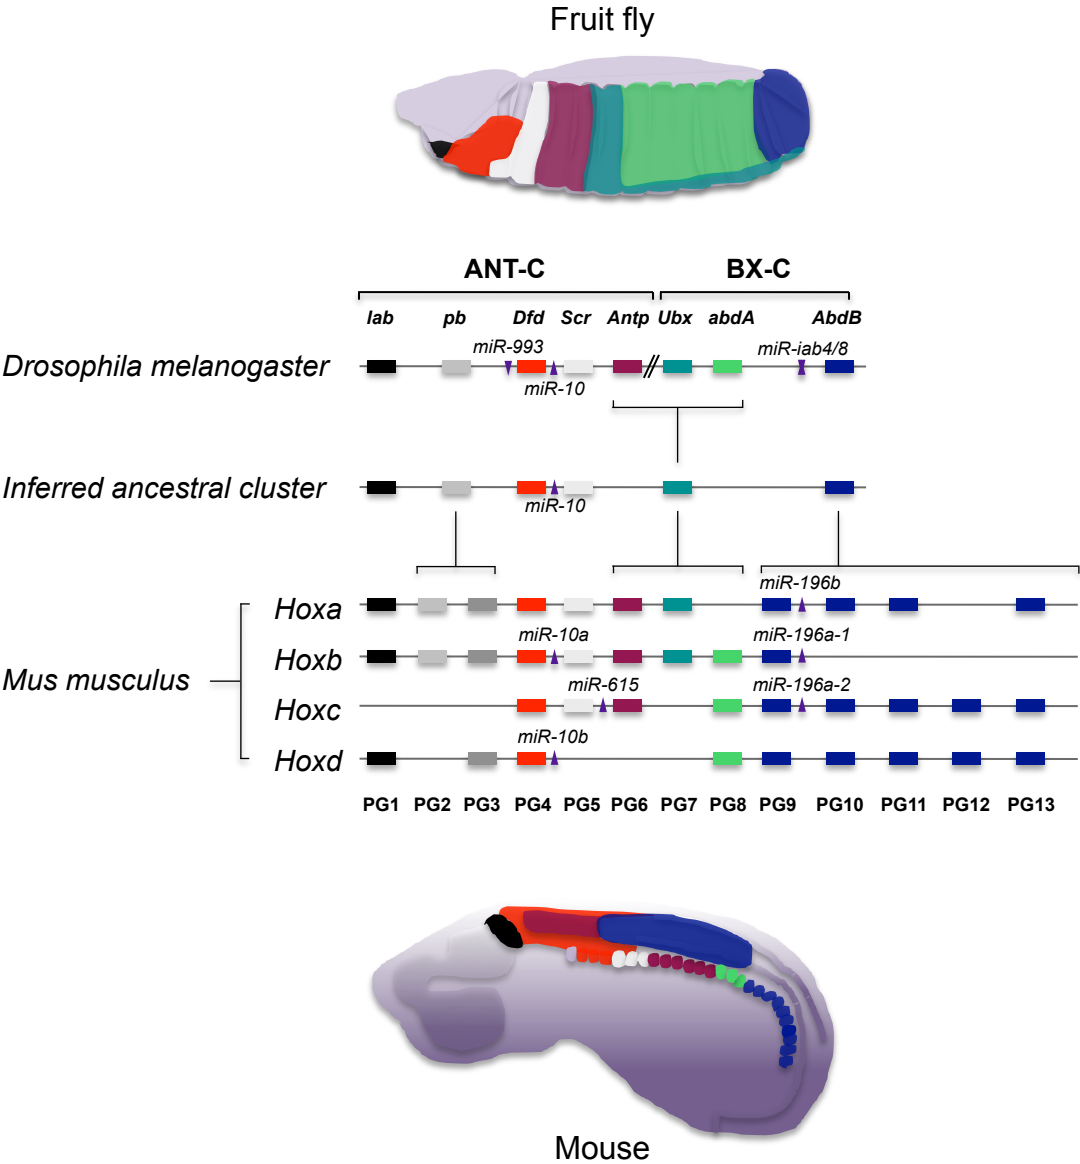 Fruit fly
ANT-C BX-C
lab pb Dfd Scr Antp Ubx abdA AbdB
miR-993 miR-iab4/8
Drosophila melanogaster
miR-10
Inferred ancestral cluster
miR-10
miR-196b
Hoxa
miR-10a miR-196a-1
Hoxb
Mus musculus
miR-615 miR-196a-2
Hoxc
miR-10b
Hoxd
PG1 PG2 PG3 PG4 PG5 PG6 PG7 PG8 PG9 PG10 PG11 PG12 PG13
Mouse